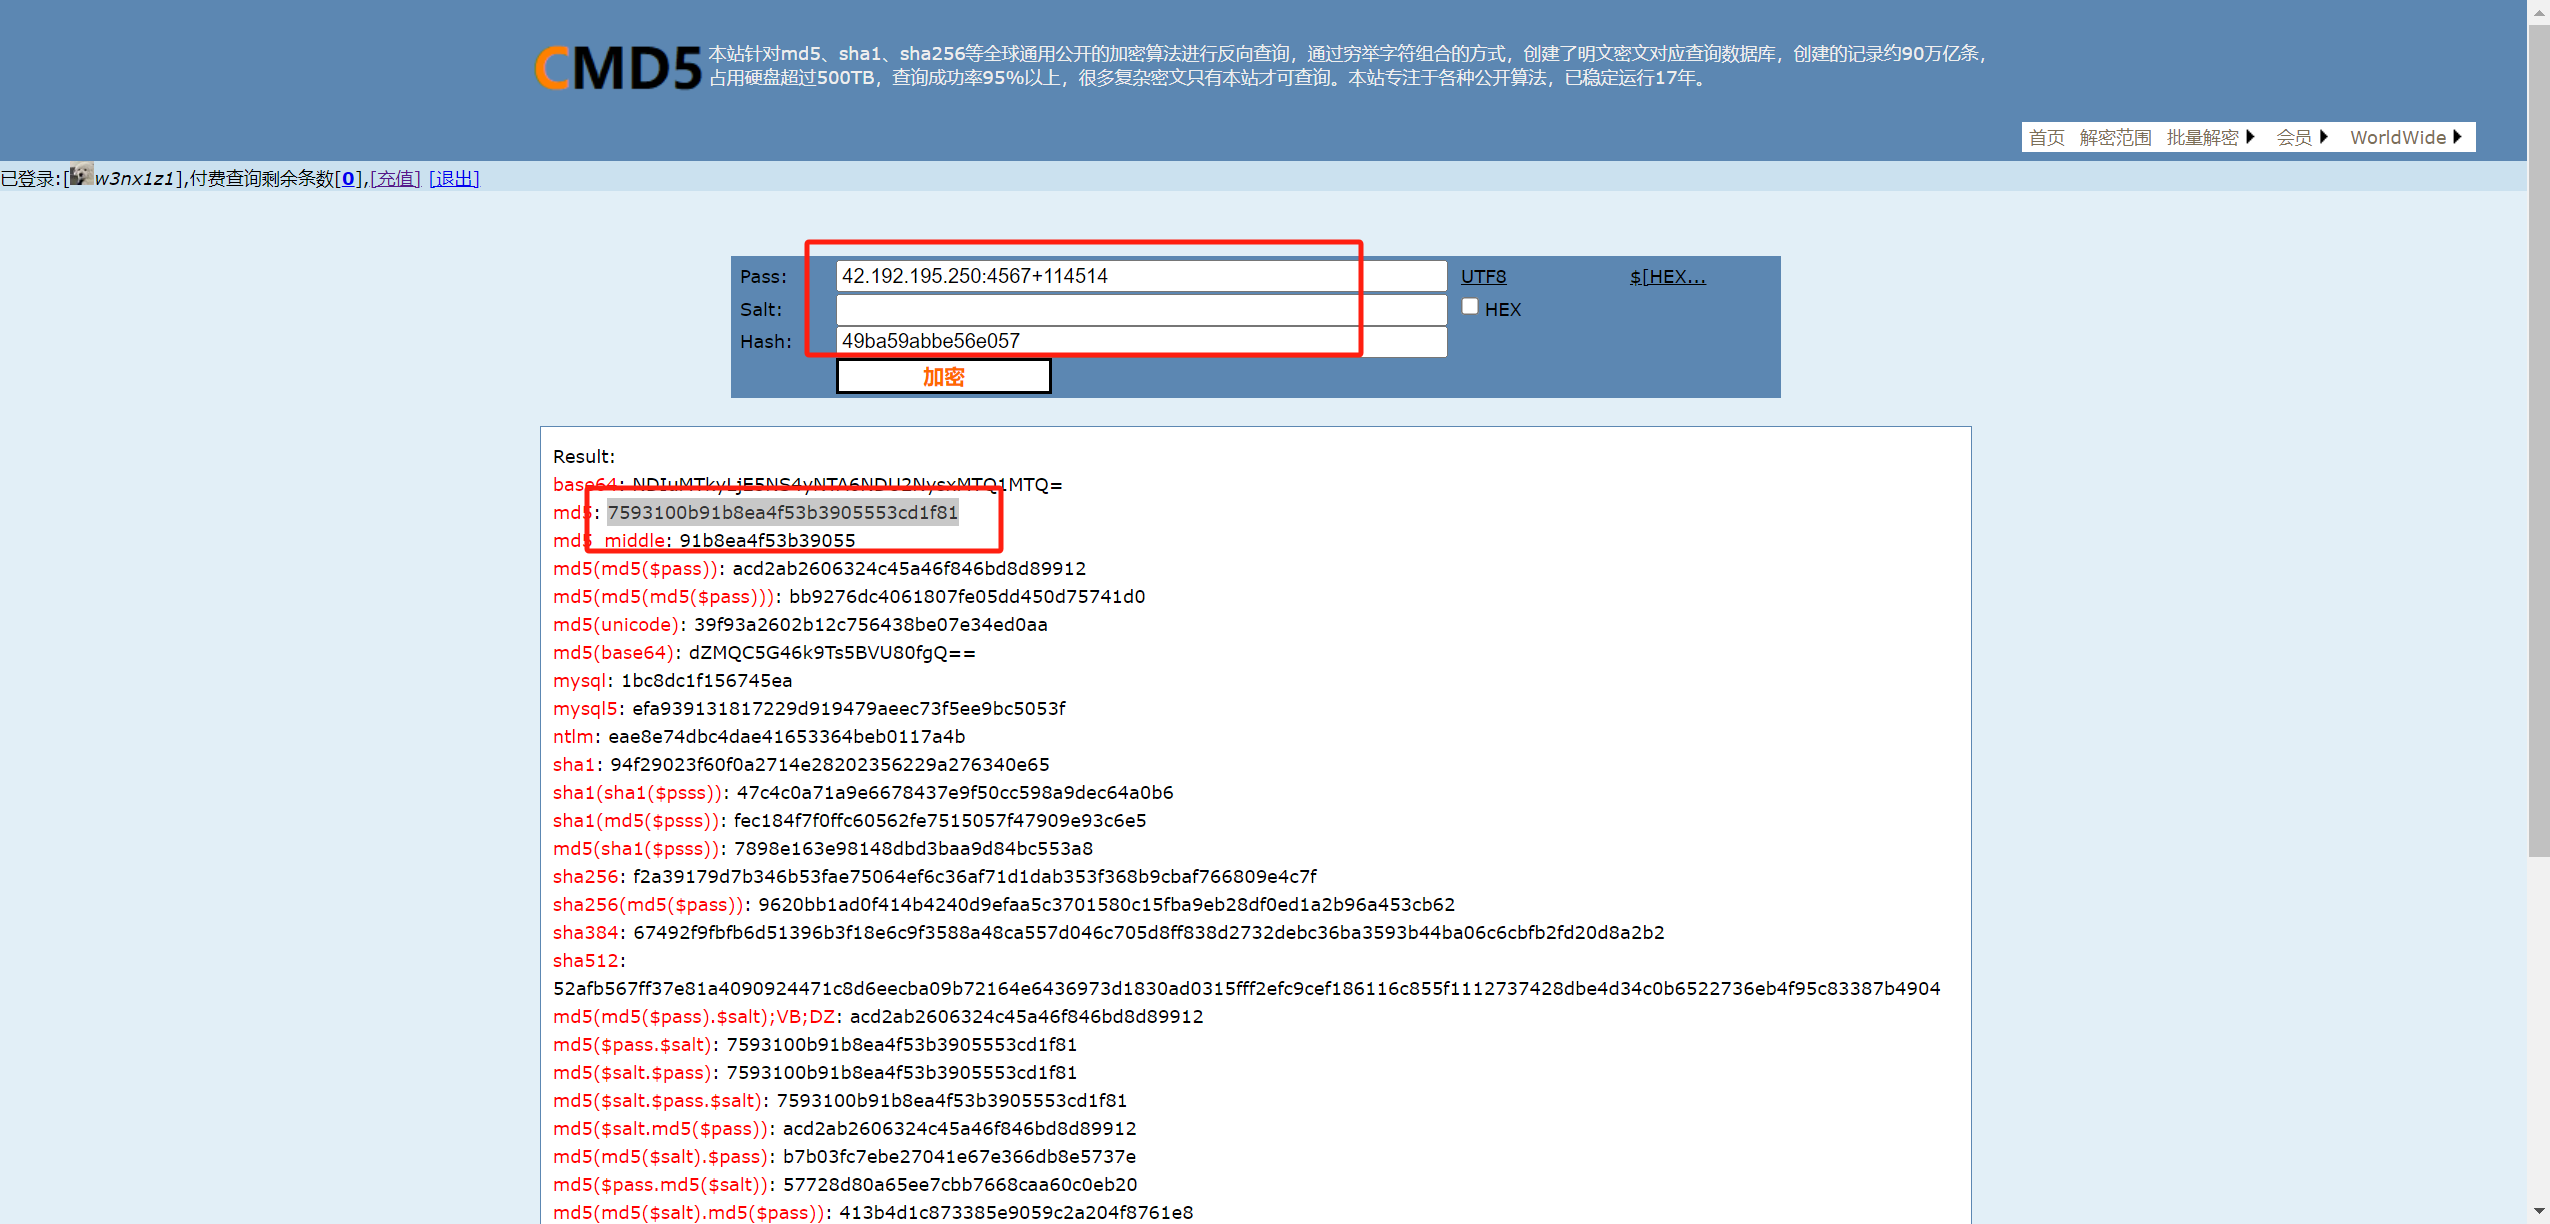 CMD5
本站针对md5、sha1、sha256等全球通用公开的加密算法进行反向查询，通过穷举字符组合的方式，创建了明文密文对应查询数据库，创建的记录约90万亿条，
占用硬盘超过500TB，查询成功率95%以上，很多复杂密文只有本站才可查询。本站专注于各种公开算法，已稳定运行17年。
首页 解密范围 批量解密 会员 WorldWide
已登录:[w3nx1z1],付费查询剩余条数[0],[充值] [退出]
Pass: 42.192.195.250:4567+114514 UTF8 $[HEX...
Salt: HEX
Hash: 49ba59abbe56e057
加密
Result:
base64: NDIuMTkyLjE5NS4yNTA6NDU2NysxMTQ1MTQ=
md5: 7593100b91b8ea4f53b3905553cd1f81
md5_middle: 91b8ea4f53b39055
md5(md5($pass)): acd2ab2606324c45a46f846bd8d89912
md5(md5(md5($pass))): bb9276dc4061807fe05dd450d75741d0
md5(unicode): 39f93a2602b12c756438be07e34ed0aa
md5(base64): dZMQC5G46k9Ts5BVU80fgQ==
mysql: 1bc8dc1f156745ea
mysql5: efa939131817229d919479aeec73f5ee9bc5053f
ntlm: eae8e74dbc4dae41653364beb0117a4b
sha1: 94f29023f60f0a2714e28202356229a276340e65
sha1(sha1($psss)): 47c4c0a71a9e6678437e9f50cc598a9dec64a0b6
sha1(md5($psss)): fec184f7f0ffc60562fe7515057f47909e93c6e5
md5(sha1($psss)): 7898e163e98148dbd3baa9d84bc553a8
sha256: f2a39179d7b346b53fae75064ef6c36af71d1dab353f368b9cbaf766809e4c7f
sha256(md5($pass)): 9620bb1ad0f414b4240d9efaa5c3701580c15fba9eb28df0ed1a2b96a453cb62
sha384: 67492f9fbfb6d51396b3f18e6c9f3588a48ca557d046c705d8ff838d2732debc36ba3593b44ba06c6cbfb2fd20d8a2b2
sha512:
52afb567ff37e81a4090924471c8d6eecba09b72164e6436973d1830ad0315fff2efc9cef186116c855f1112737428dbe4d34c0b6522736eb4f95c83387b4904
md5(md5($pass).$salt);VB;DZ: acd2ab2606324c45a46f846bd8d89912
md5($pass.$salt): 7593100b91b8ea4f53b3905553cd1f81
md5($salt.$pass): 7593100b91b8ea4f53b3905553cd1f81
md5($salt.$pass.$salt): 7593100b91b8ea4f53b3905553cd1f81
md5($salt.md5($pass)): acd2ab2606324c45a46f846bd8d89912
md5(md5($salt).$pass): b7b03fc7ebe27041e67e366db8e5737e
md5($pass.md5($salt)): 57728d80a65ee7cbb7668caa60c0eb20
md5(md5($salt).md5($pass)): 413b4d1c873385e9059c2a204f8761e8